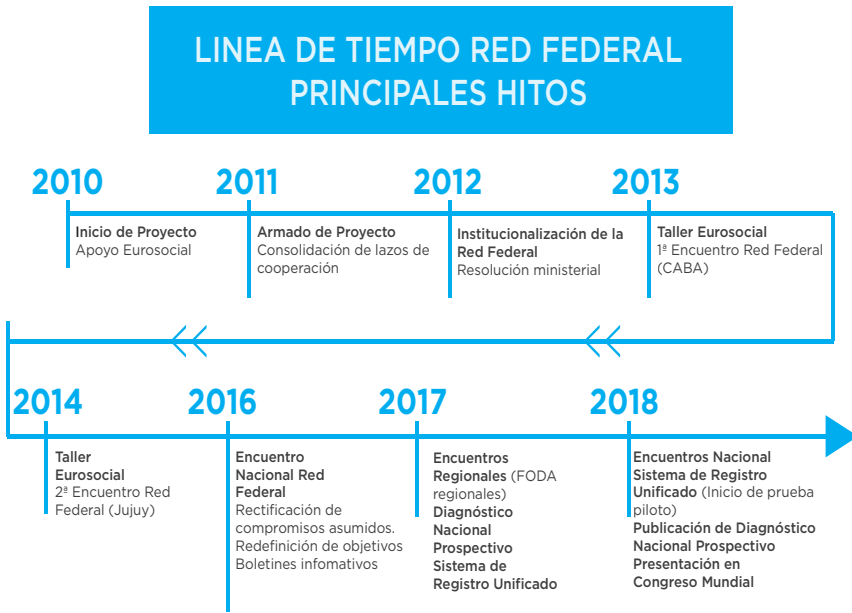 LINEA DE TIEMPO RED FEDERAL
PRINCIPALES HITOS
2010
Inicio de Proyecto
Apoyo Eurosocial
2011
Armado de Proyecto
Consolidación de lazos de
cooperación
2012
Institucionalización de la
Red Federal
Resolución ministerial
2013
Taller Eurosocial
1ª Encuentro Red Federal
(CABA)
2014
Taller
Eurosocial
2ª Encuentro Red
Federal (Jujuy)
2016
Encuentro
Nacional Red
Federal
Rectificación de
compromisos asumidos.
Redefinición de objetivos
Boletines infomativos
2017
Encuentros
Regionales (FODA
regionales)
Diagnóstico
Nacional
Prospectivo
Sistema de
Registro Unificado
2018
Encuentros Nacional
Sistema de Registro
Unificado (Inicio de prueba
piloto)
Publicación de Diagnóstico
Nacional Prospectivo
Presentación en
Congreso Mundial